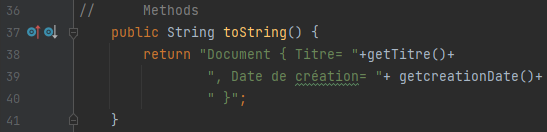 36 //      Methods
37     public String toString() {
38         return "Document { Titre= "+getTitre()+
39                 ", Date de création= "+ getcreationDate()+
40                 " }";
41     }